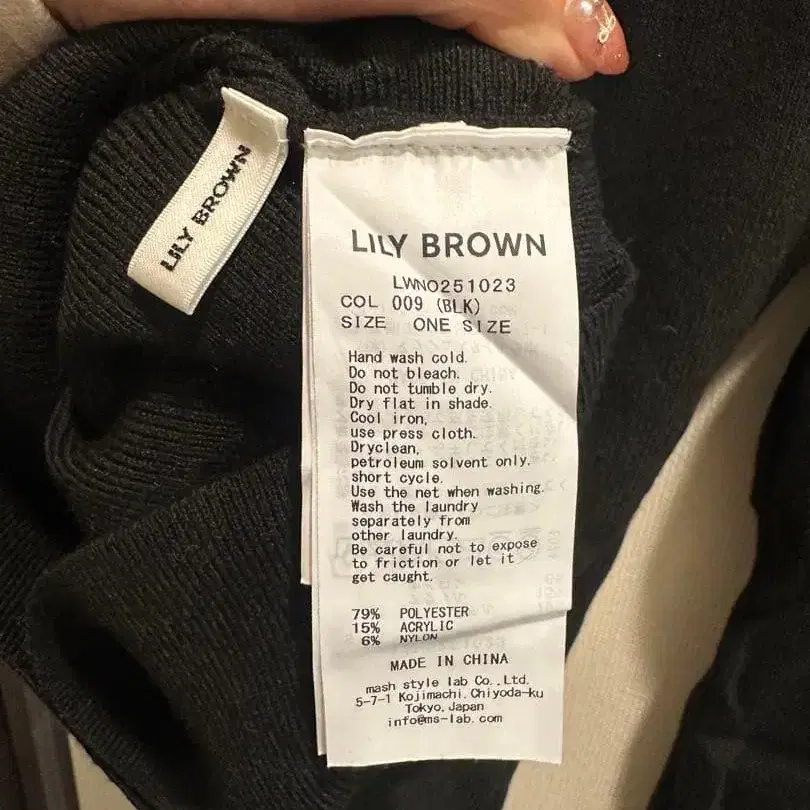 LILY BROWN
LILY BROWN
LWNO251023
COL 009 (BLK)
SIZE ONE SIZE
Hand wash cold.
Do not bleach.
Do not tumble dry.
Dry flat in shade.
Cool iron,
use press cloth.
Dryclean,
petroleum solvent only.
short cycle.
Use the net when washing.
Wash the laundry
separately from
other laundry.
Be careful not to expose
to friction or let it
get caught.
79% POLYESTER
15% ACRYLIC
6% NYLON
MADE IN CHINA
mash style lab Co.,Ltd.
5-7-1 Kojimachi, Chiyoda-ku
Tokyo, Japan
info@ms-lab.com